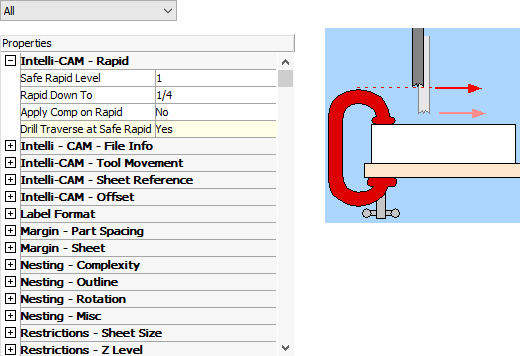 All
Properties
Intelli-CAM - Rapid
Safe Rapid Level 1
Rapid Down To 1/4
Apply Comp on Rapid No
Drill Traverse at Safe Rapid Yes
Intelli - CAM - File Info
Intelli-CAM - Tool Movement
Intelli-CAM - Sheet Reference
Intelli-CAM - Offset
Label Format
Margin - Part Spacing
Margin - Sheet
Nesting - Complexity
Nesting - Outline
Nesting - Rotation
Nesting - Misc
Restrictions - Sheet Size
Restrictions - Z Level